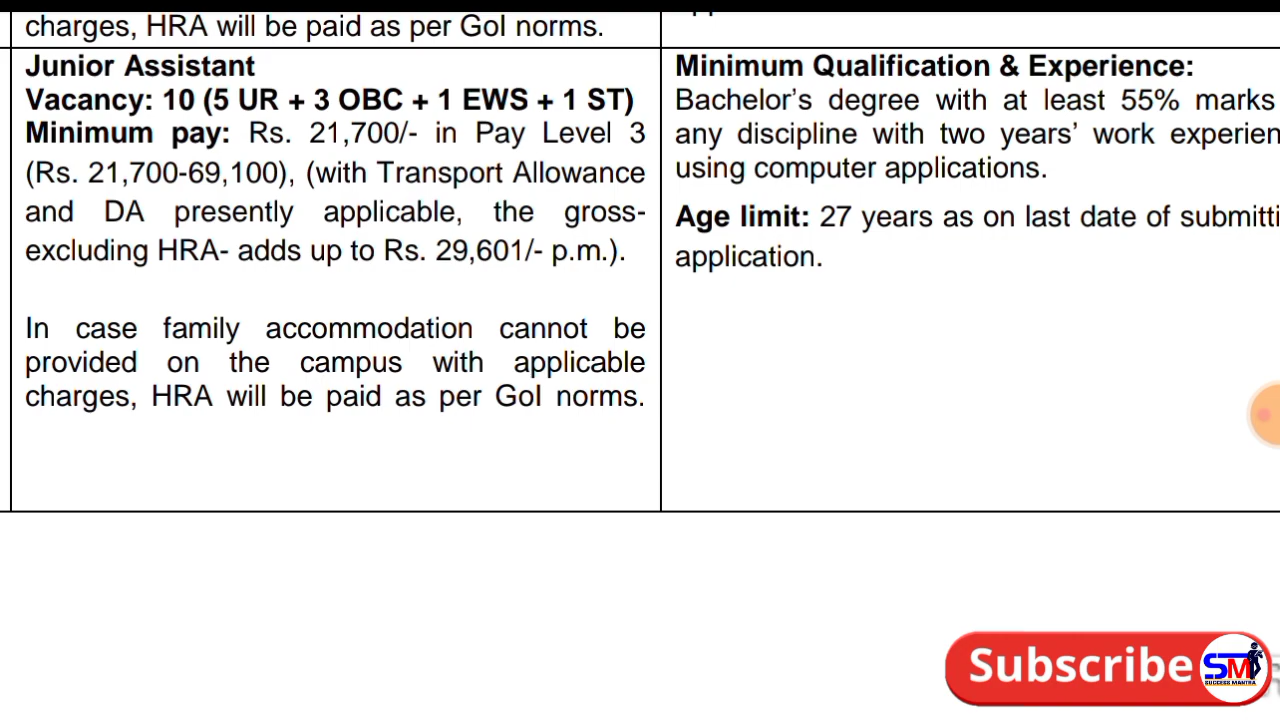 charges, HRA will be paid as per GoI norms.
Junior Assistant
Vacancy: 10 (5 UR + 3 OBC + 1 EWS + 1 ST)
Minimum pay: Rs. 21,700/- in Pay Level 3
(Rs. 21,700-69,100), (with Transport Allowance
and DA presently applicable, the gross-
excluding HRA- adds up to Rs. 29,601/- p.m.).
In case family accommodation cannot be
provided on the campus with applicable
charges, HRA will be paid as per GoI norms.
Minimum Qualification & Experience:
Bachelor's degree with at least 55% marks
any discipline with two years' work experien
using computer applications.
Age limit: 27 years as on last date of submitti
application.
Subscribe
SM
SUCCESS MANTRA